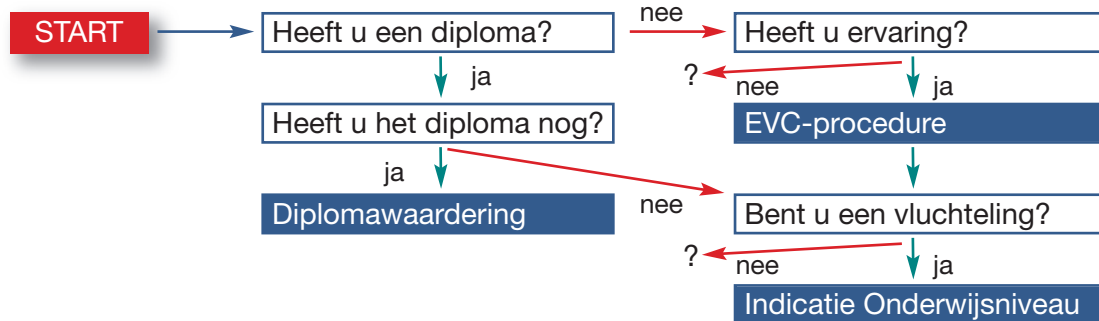 START
Heeft u een diploma?
nee
Heeft u ervaring?
ja
?
nee
ja
Heeft u het diploma nog?
EVC-procedure
ja
Diplomawaardering
nee
Bent u een vluchteling?
?
nee
ja
Indicatie Onderwijsniveau